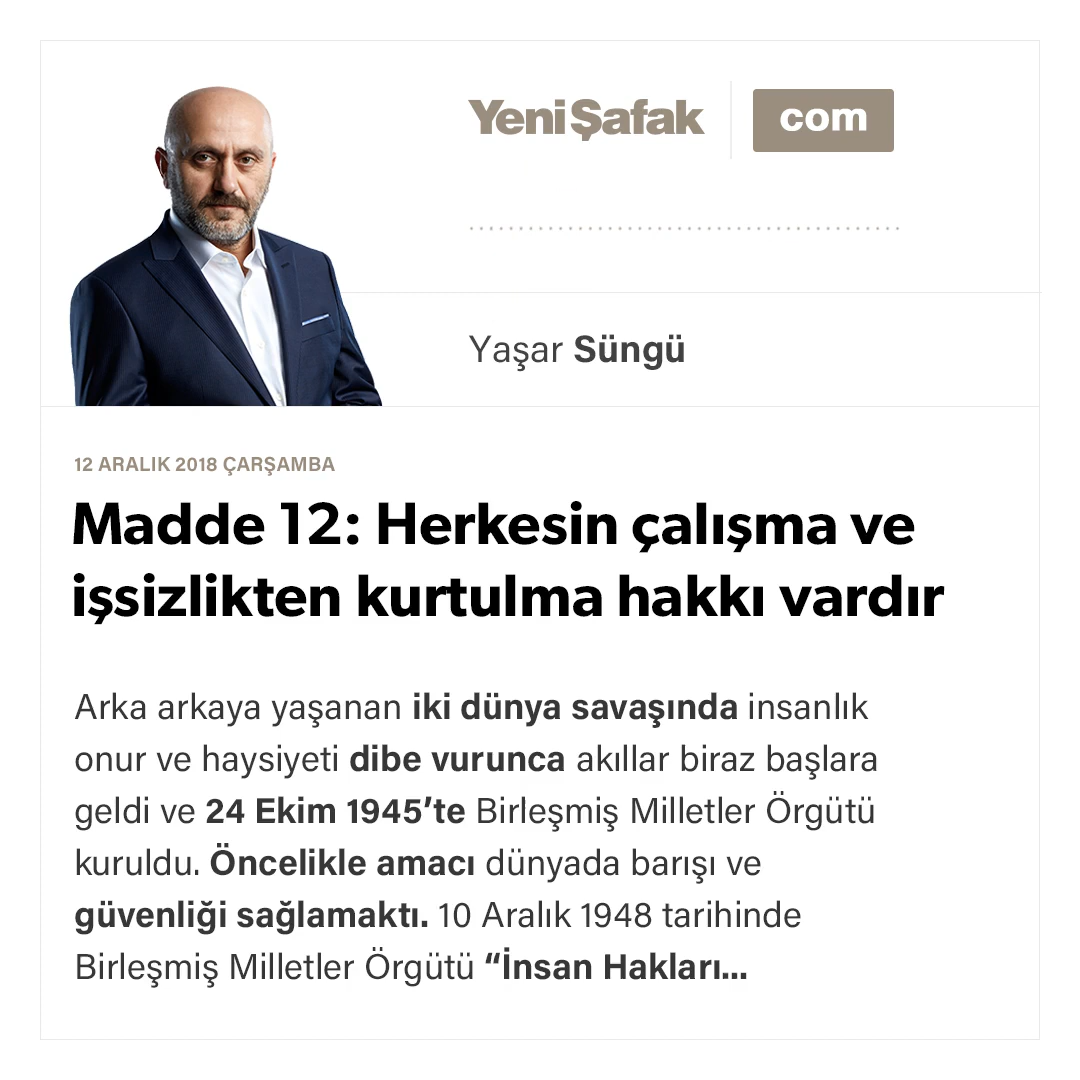 YeniŞafak com
Yaşar Süngü
12 ARALIK 2018 ÇARŞAMBA
Madde 12: Herkesin çalışma ve
işsizlikten kurtulma hakkı vardır
Arka arkaya yaşanan iki dünya savaşında insanlık
onur ve haysiyeti dibe vurunca akıllar biraz başlara
geldi ve 24 Ekim 1945’te Birleşmiş Milletler Örgütü
kuruldu. Öncelikle amacı dünyada barışı ve
güvenliği sağlamaktı. 10 Aralık 1948 tarihinde
Birleşmiş Milletler Örgütü “İnsan Hakları...